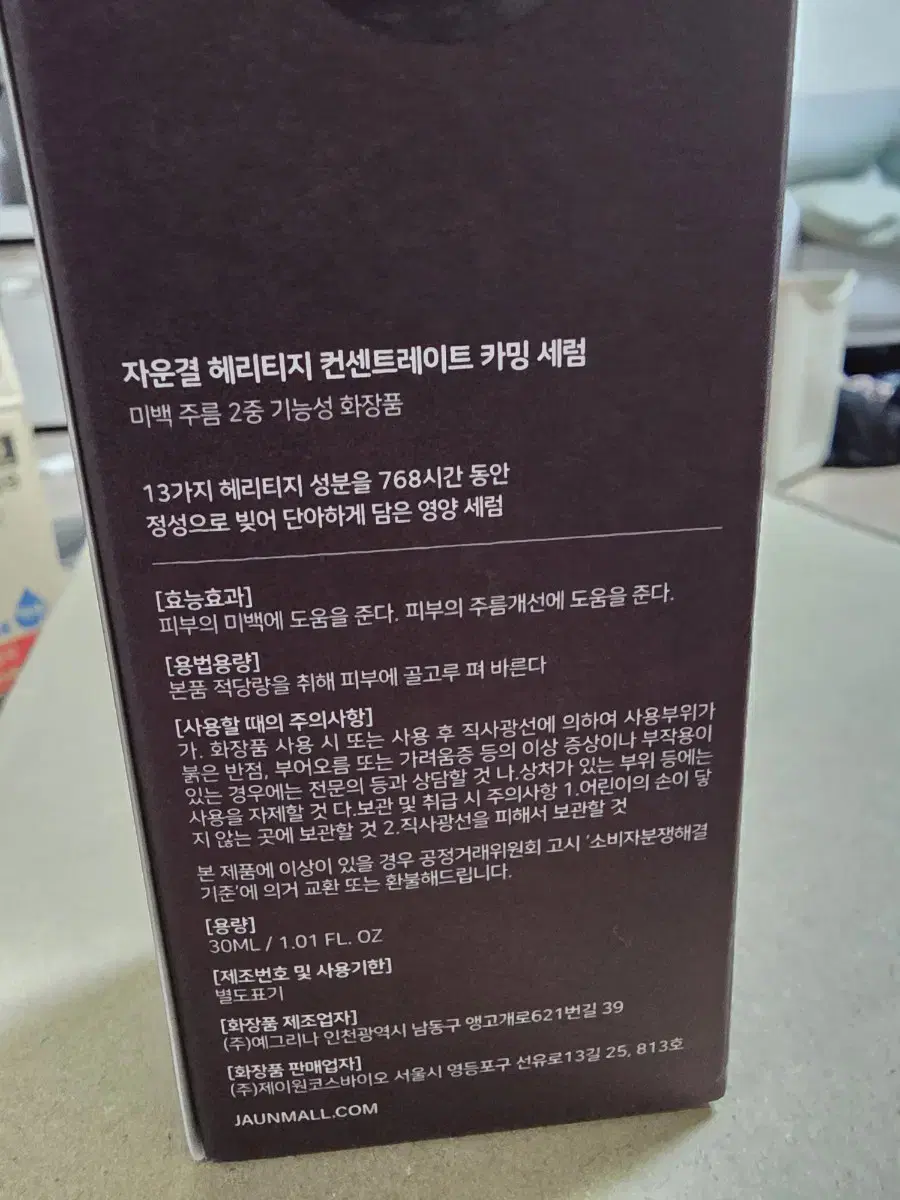 자운결 헤리티지 컨센트레이트 카밍 세럼
미백 주름 2중 기능성 화장품
13가지 헤리티지 성분을 768시간 동안
정성으로 빚어 단아하게 담은 영양 세럼
[효능효과]
피부의 미백에 도움을 준다. 피부의 주름개선에 도움을 준다.
[용법용량]
본품 적당량을 취해 피부에 골고루 펴 바른다
[사용할 때의 주의사항]
가. 화장품 사용 시 또는 사용 후 직사광선에 의하여 사용부위가
붉은 반점, 부어오름 또는 가려움증 등의 이상 증상이나 부작용이
있는 경우에는 전문의 등과 상담할 것 나.상처가 있는 부위 등에는
사용을 자제할 것 다.보관 및 취급 시 주의사항 1.어린이의 손이 닿
지 않는 곳에 보관할 것 2.직사광선을 피해서 보관할 것
본 제품에 이상이 있을 경우 공정거래위원회 고시 '소비자분쟁해결
기준'에 의거 교환 또는 환불해드립니다.
[용량]
30ML / 1.01 FL. OZ
[제조번호 및 사용기한]
별도표기
[화장품 제조업자]
(주)예그리나 인천광역시 남동구 앵고개로621번길 39
[화장품 판매업자]
(주)제이원코스바이오 서울시 영등포구 선유로13길 25, 813호
JAUNMALL.COM